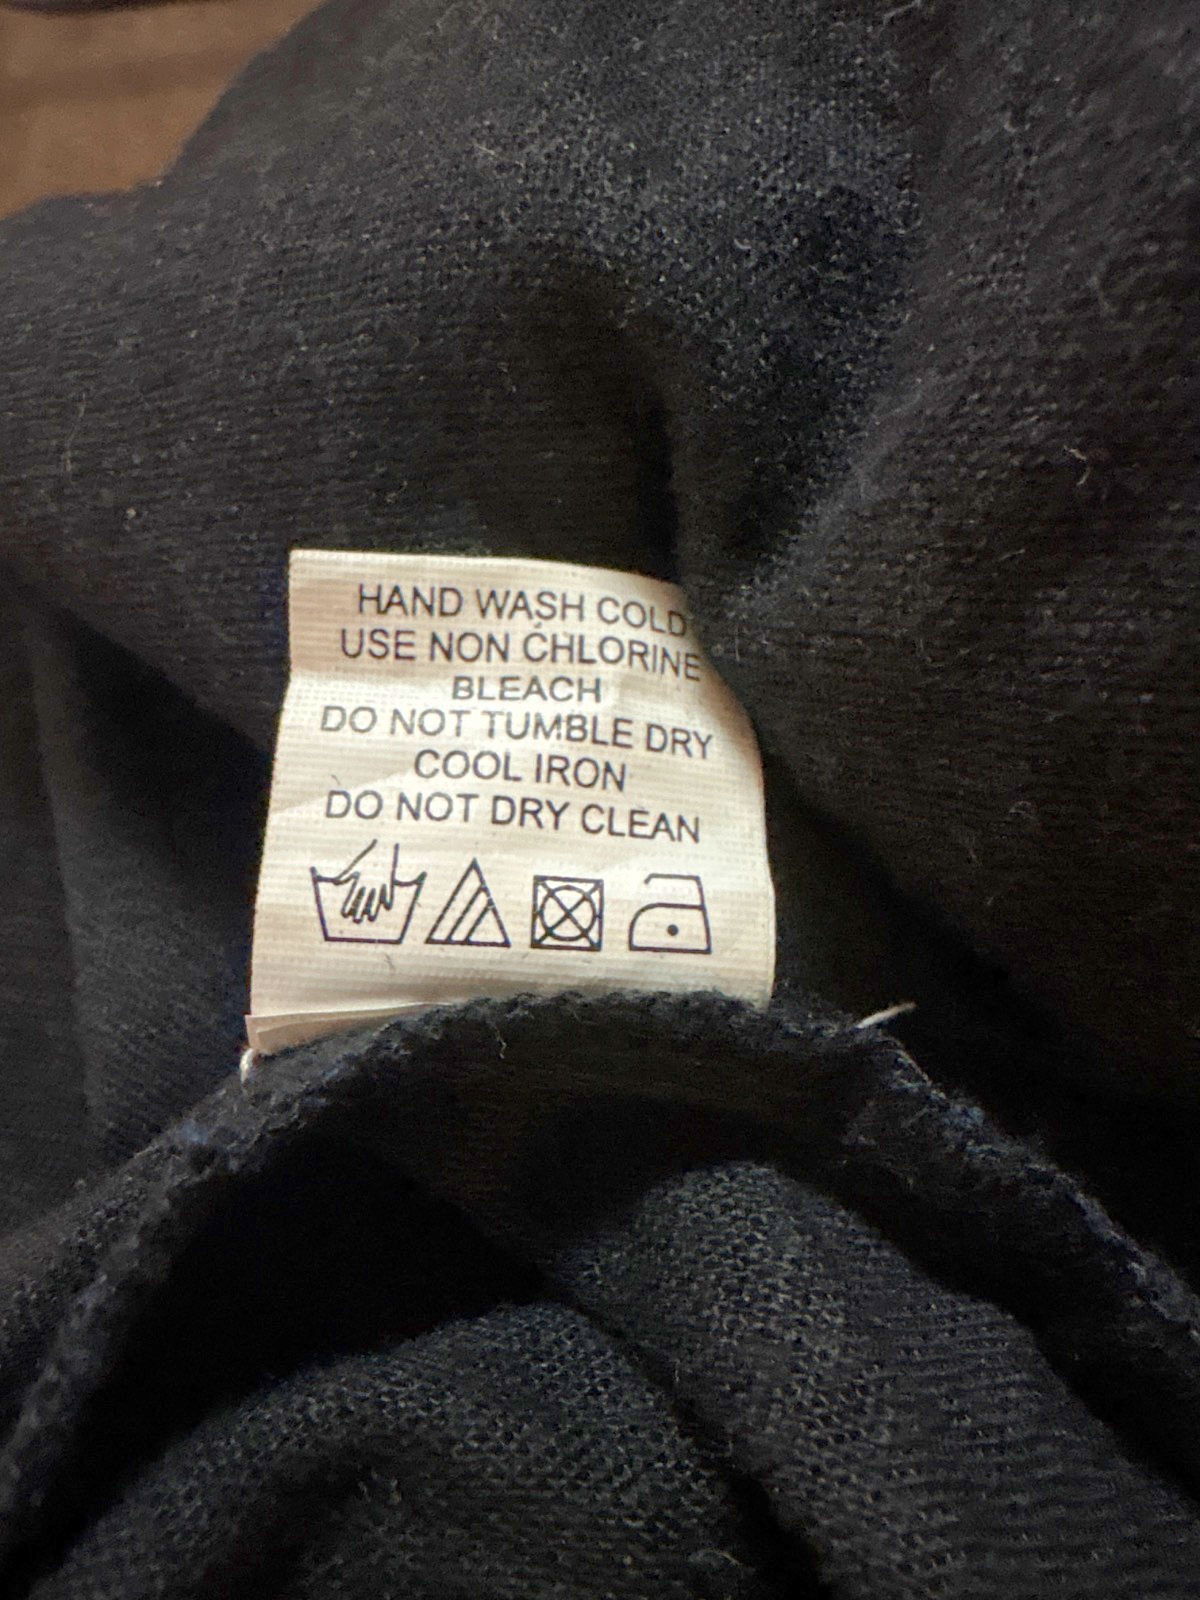 HAND WASH COLD
USE NON CHLORINE
BLEACH
DO NOT TUMBLE DRY
COOL IRON
DO NOT DRY CLEAN